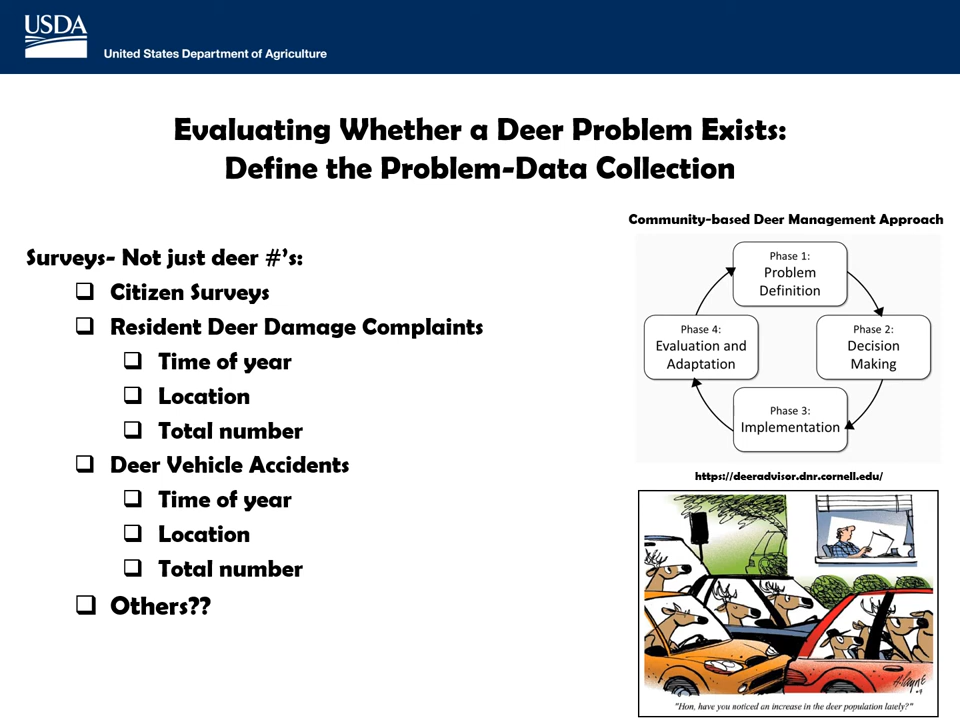 USDA
United States Department of Agriculture
Evaluating Whether a Deer Problem Exists:
Define the Problem-Data Collection
Surveys- Not just deer #'s:
Citizen Surveys
Resident Deer Damage Complaints
Time of year
Location
Total number
Deer Vehicle Accidents
Time of year
Location
Total number
Others??
Community-based Deer Management Approach
Phase 1:
Problem
Definition
Phase 2:
Decision
Making
Phase 3:
Implementation
Phase 4:
Evaluation and
Adaptation
https://deeradvisor.dnr.cornell.edu/
"Hon, have you noticed an increase in the deer population lately?"